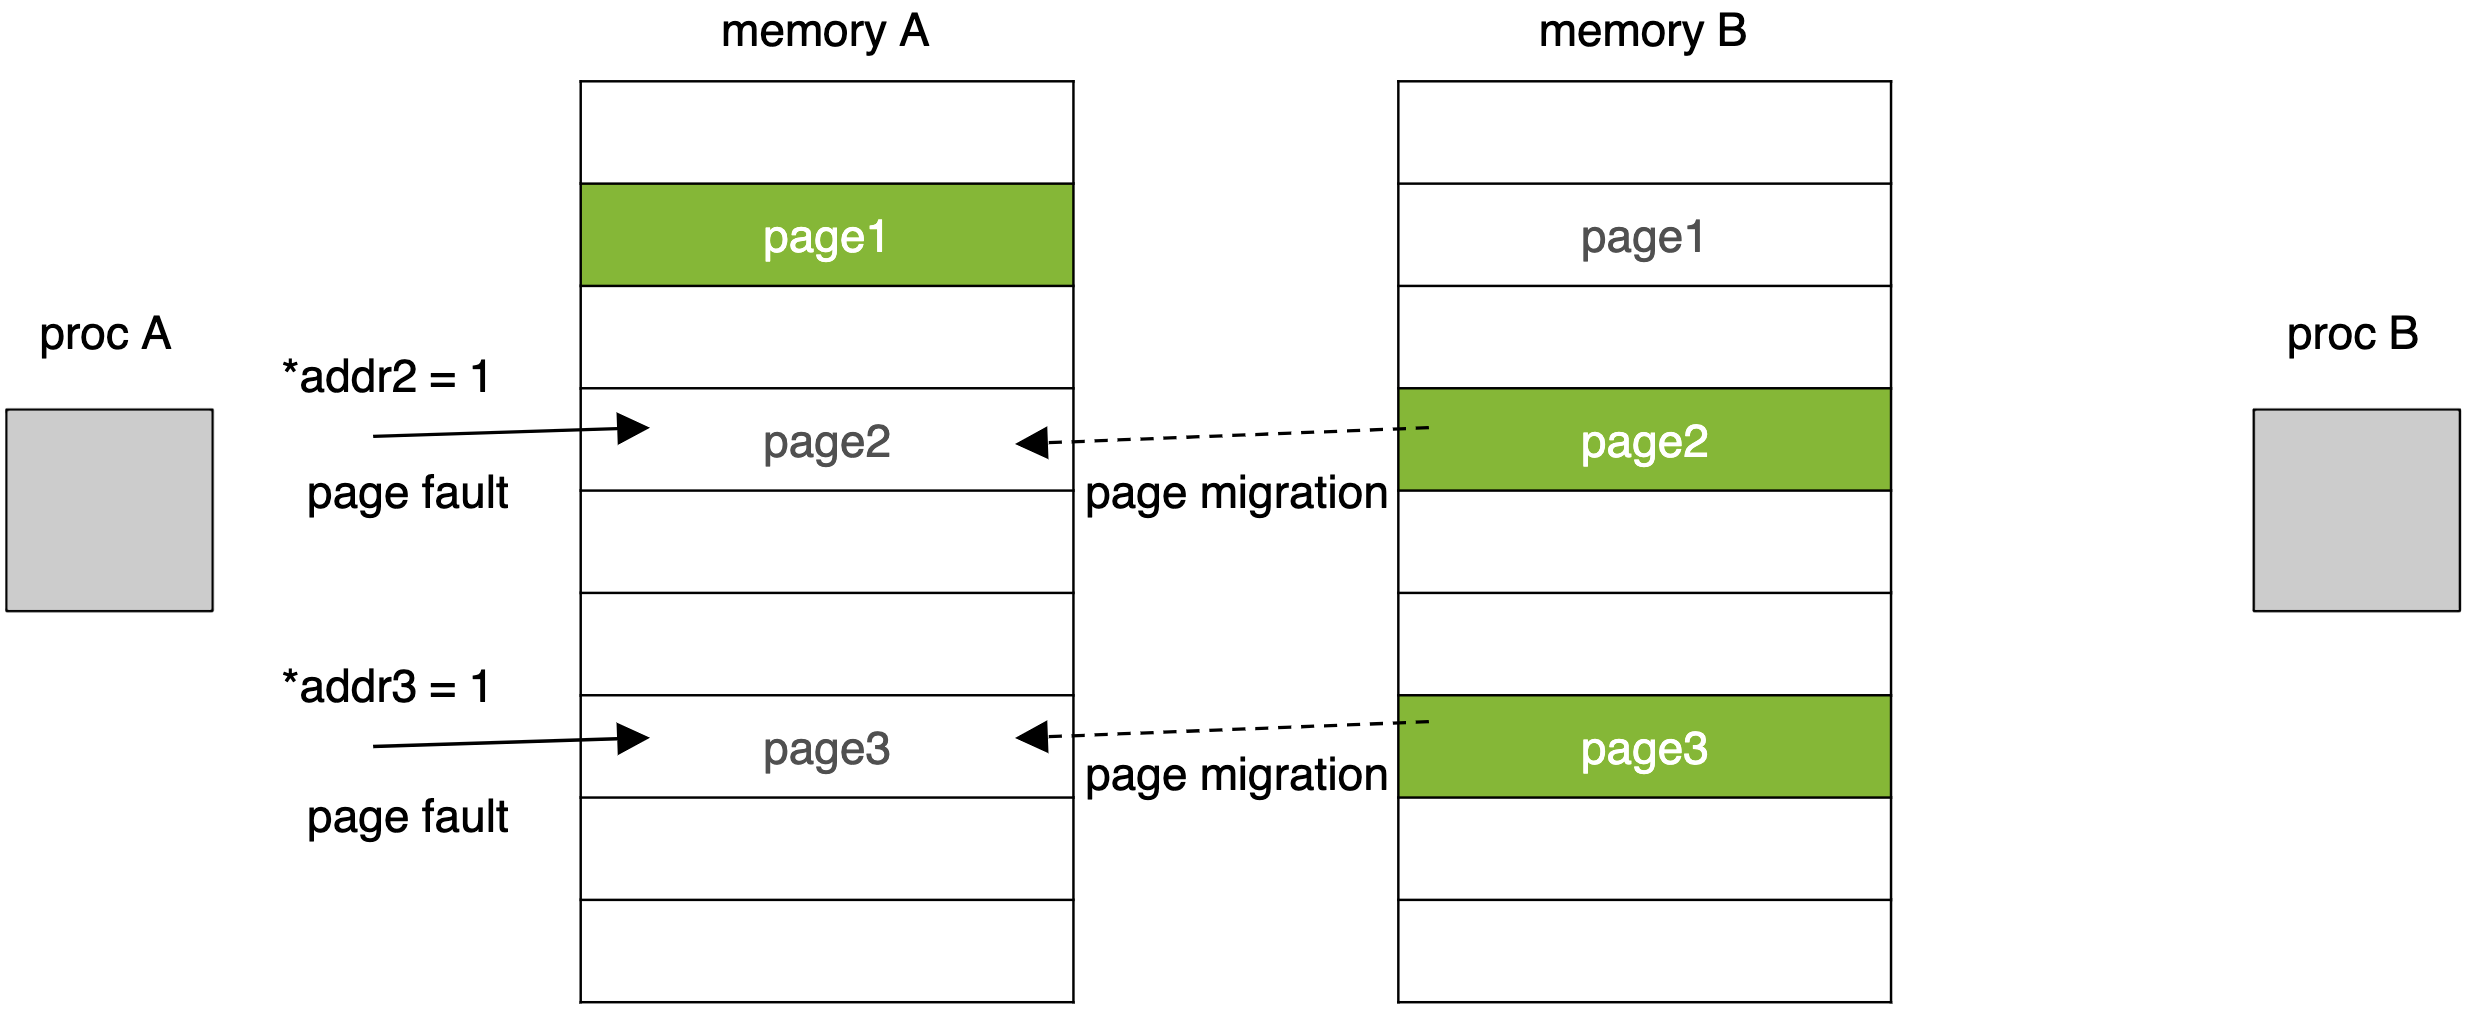 memory A
memory B
page1
page1
proc A
proc B
*addr2 = 1
page2
page2
page fault
page migration
*addr3 = 1
page3
page3
page migration
page fault